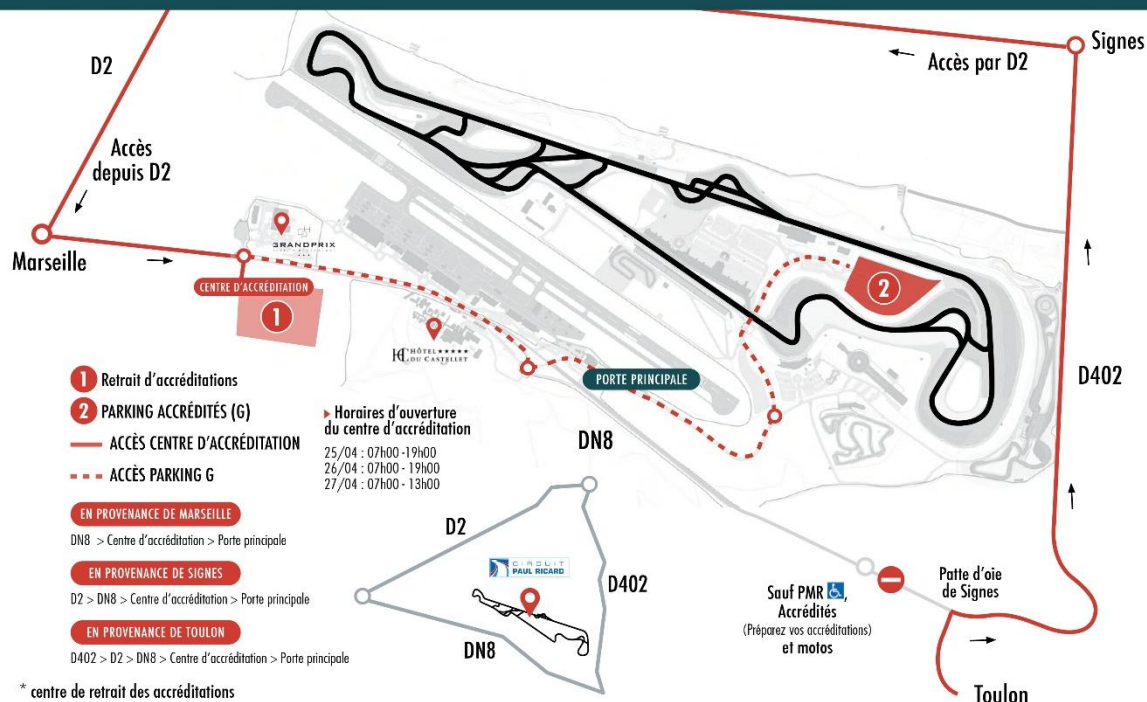 Signes
Accès par D2
D2
Accès
depuis D2
Marseille
GRANDPRIX
CENTRE D'ACCRÉDITATION
1
2
HÔTEL★★★★★
DU CASTELLET
PORTE PRINCIPALE
DN8
D402
1 Retrait d'accréditations
2 PARKING ACCRÉDITÉS (G)
ACCÈS CENTRE D'ACCRÉDITATION
ACCÈS PARKING G
Horaires d'ouverture
du centre d'accréditation
25/04 : 07h00 -19h00
26/04 : 07h00 - 19h00
27/04 : 07h00 - 13h00
EN PROVENANCE DE MARSEILLE
DN8 > Centre d'accréditation > Porte principale
EN PROVENANCE DE SIGNES
D2 > DN8 > Centre d'accréditation > Porte principale
EN PROVENANCE DE TOULON
D402 > D2 > DN8 > Centre d'accréditation > Porte principale
* centre de retrait des accréditations
D2
CIRCUIT
PAUL RICARD
D402
DN8
Sauf PMR
Accrédités
(Préparez vos accréditations)
et motos
Patte d'oie
de Signes
Toulon